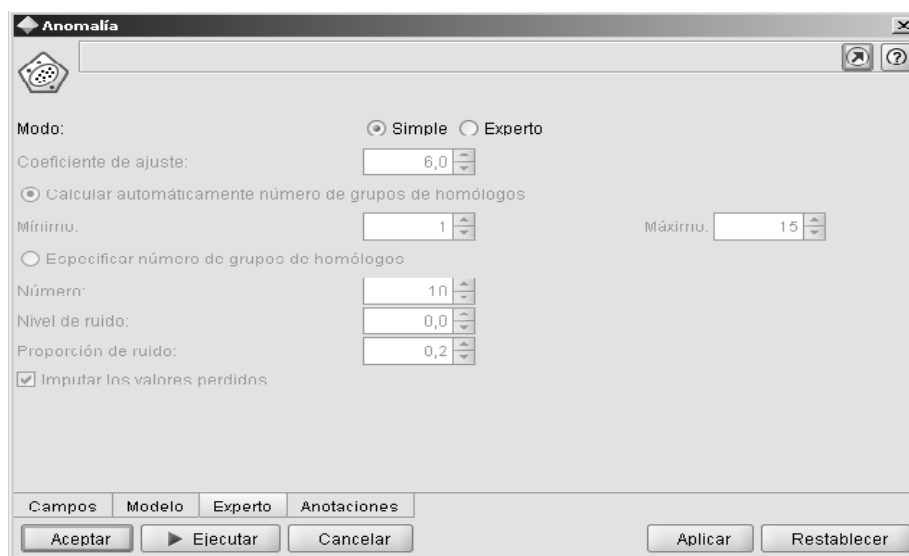 Anomalía
Modo: Simple Experto
Coeficiente de ajuste: 6,0
Calcular automáticamente número de grupos de homólogos
Mínimo: 1 Máximo: 15
Especificar número de grupos de homólogos
Número: 10
Nivel de ruido: 0,0
Proporción de ruido: 0,2
Imputar los valores perdidos
Campos Modelo Experto Anotaciones
Aceptar Ejecutar Cancelar Aplicar Restablecer